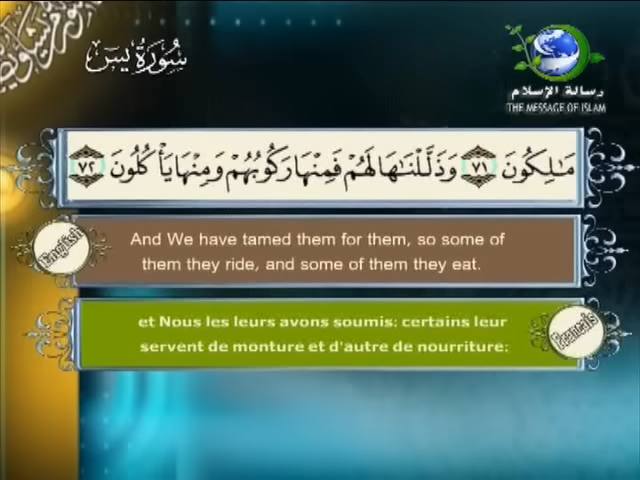 سُورَةُ يس
رسالة الإسلام
THE MESSAGE OF ISLAM
مَـٰلِكُونَ ٧١ وَذَلَّلْنَـٰهَا لَهُمْ فَمِنْهَا رَكُوبُهُمْ وَمِنْهَا يَأْكُلُونَ ٧٢
English
And We have tamed them for them, so some of
them they ride, and some of them they eat.
et Nous les leurs avons soumis: certains leur
servent de monture et d'autre de nourriture;
Francais